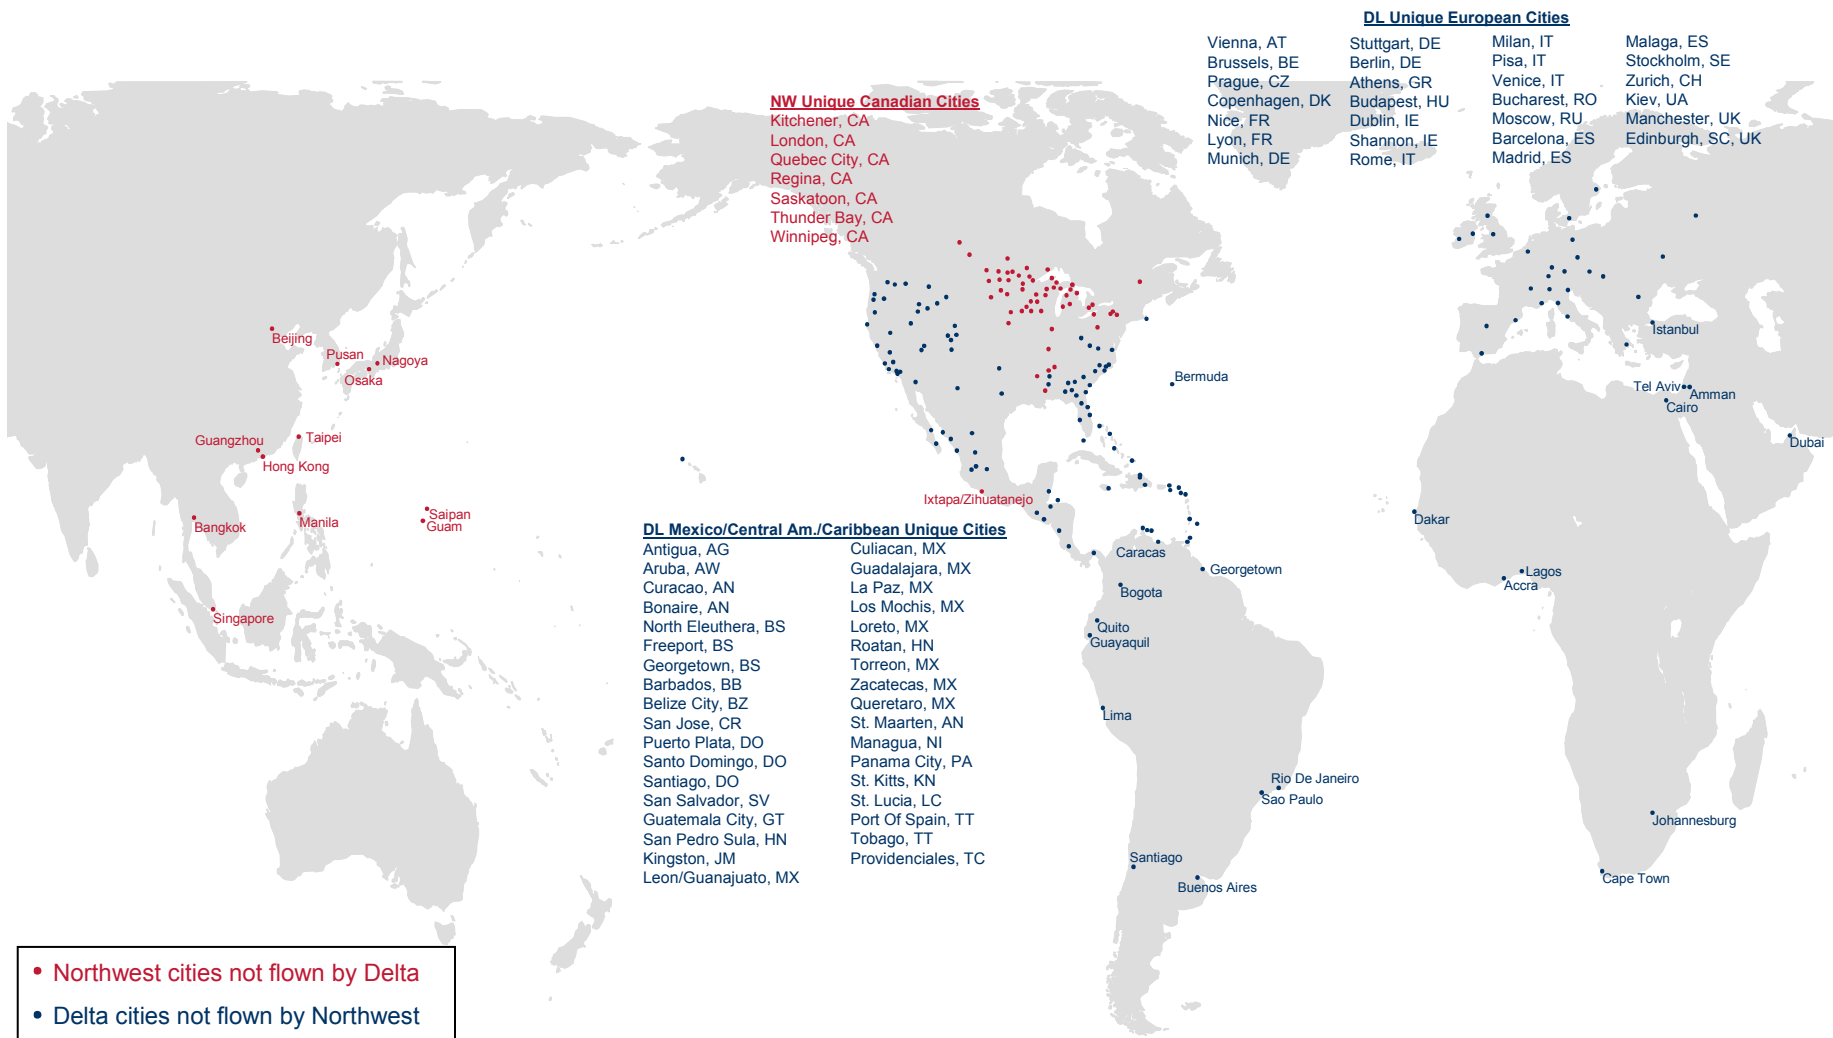 DL Unique European Cities
Vienna, AT
Brussels, BE
Prague, CZ
Copenhagen, DK
Nice, FR
Lyon, FR
Munich, DE
Stuttgart, DE
Berlin, DE
Athens, GR
Budapest, HU
Dublin, IE
Shannon, IE
Rome, IT
Milan, IT
Pisa, IT
Venice, IT
Bucharest, RO
Moscow, RU
Barcelona, ES
Madrid, ES
Malaga, ES
Stockholm, SE
Zurich, CH
Kiev, UA
Manchester, UK
Edinburgh, SC, UK
NW Unique Canadian Cities
Kitchener, CA
London, CA
Quebec City, CA
Regina, CA
Saskatoon, CA
Thunder Bay, CA
Winnipeg, CA
Beijing
Pusan
Nagoya
Osaka
Guangzhou
Taipei
Hong Kong
Bangkok
Manila
Saipan
Guam
Singapore
Ixtapa/Zihuatanejo
Bermuda
Istanbul
Tel Aviv
Amman
Cairo
Dubai
Dakar
Lagos
Accra
Caracas
Georgetown
Bogota
Quito
Guayaquil
Lima
Rio De Janeiro
Sao Paulo
Santiago
Buenos Aires
Johannesburg
Cape Town
DL Mexico/Central Am./Caribbean Unique Cities
Antigua, AG
Aruba, AW
Curacao, AN
Bonaire, AN
North Eleuthera, BS
Freeport, BS
Georgetown, BS
Barbados, BB
Belize City, BZ
San Jose, CR
Puerto Plata, DO
Santo Domingo, DO
Santiago, DO
San Salvador, SV
Guatemala City, GT
San Pedro Sula, HN
Kingston, JM
Leon/Guanajuato, MX
Culiacan, MX
Guadalajara, MX
La Paz, MX
Los Mochis, MX
Loreto, MX
Roatan, HN
Torreon, MX
Zacatecas, MX
Queretaro, MX
St. Maarten, AN
Managua, NI
Panama City, PA
St. Kitts, KN
St. Lucia, LC
Port Of Spain, TT
Tobago, TT
Providenciales, TC
• Northwest cities not flown by Delta
• Delta cities not flown by Northwest